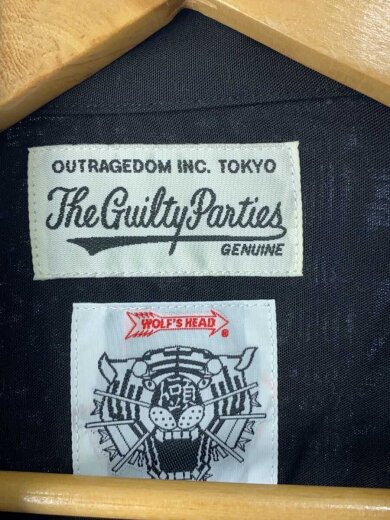 OUTRAGEDOM INC. TOKYO
The Guilty Parties
GENUINE
WOLF'S HEAD®